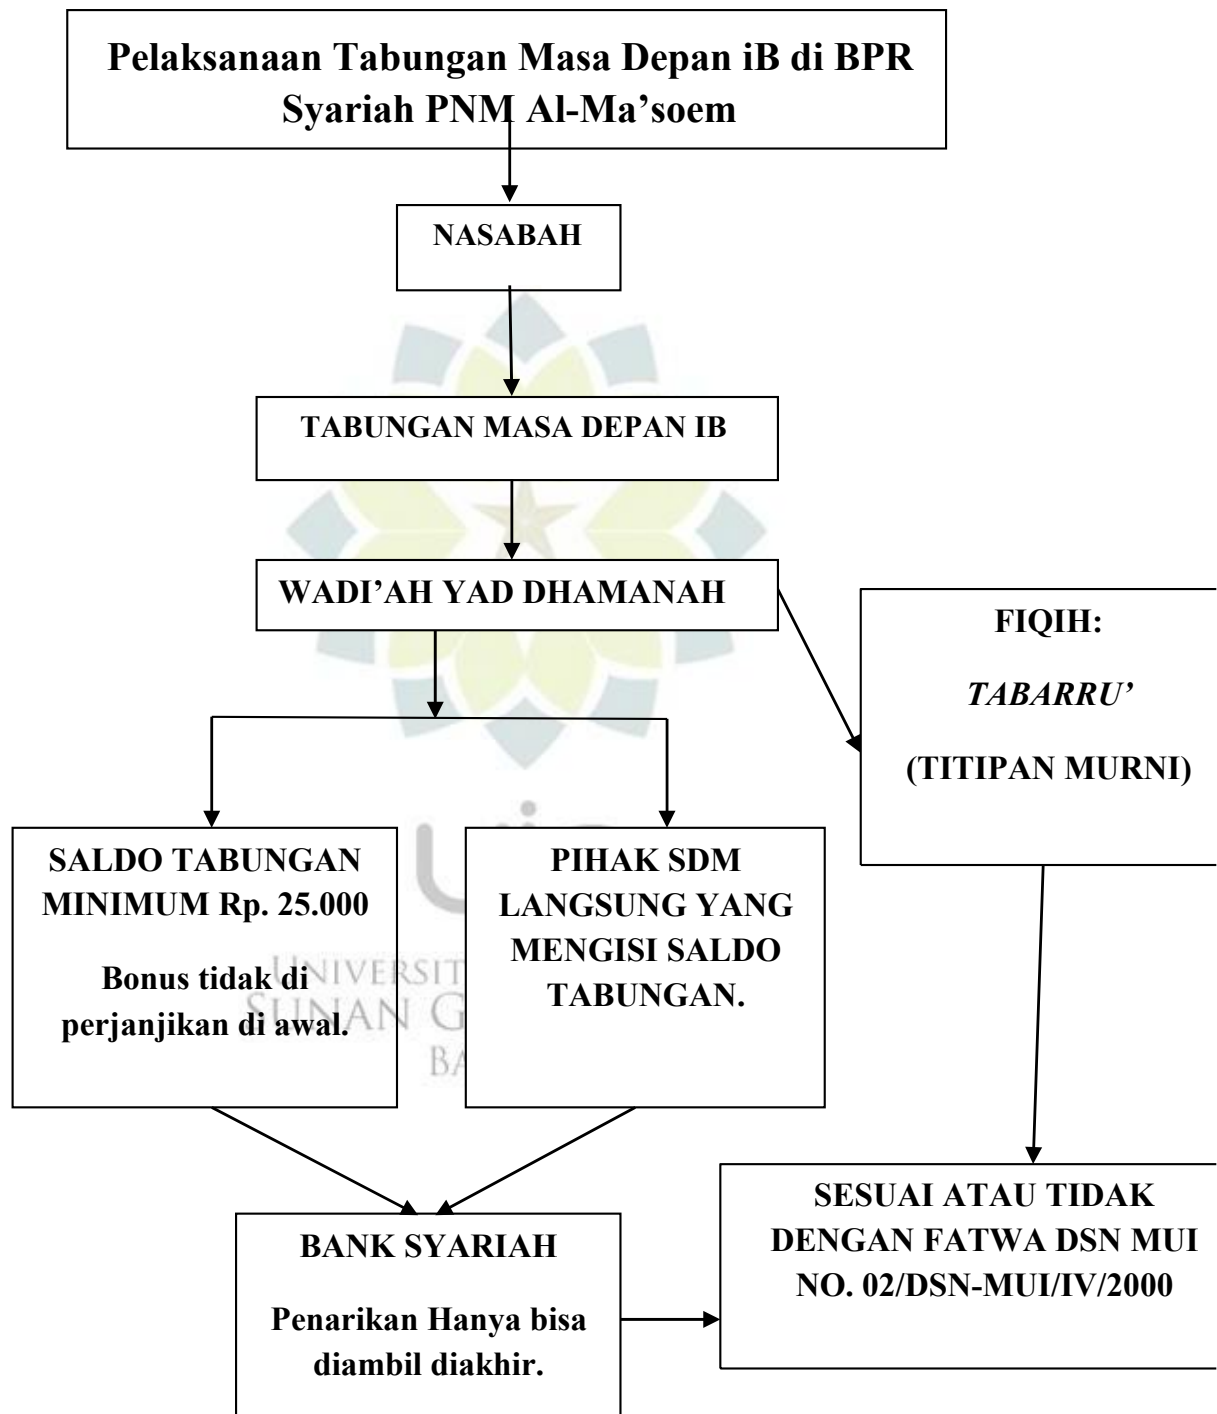 Pelaksanaan Tabungan Masa Depan iB di BPR
Syariah PNM Al-Ma’soem
NASABAH
TABUNGAN MASA DEPAN IB
WADI’AH YAD DHAMANAH
FIQIH:
TABARRU’
(TITIPAN MURNI)
SALDO TABUNGAN
MINIMUM Rp. 25.000
Bonus tidak di
perjanjikan di awal.
PIHAK SDM
LANGSUNG YANG
MENGISI SALDO
TABUNGAN.
UNIVERSIT
SUNAN G
BA
BANK SYARIAH
Penarikan Hanya bisa
diambil diakhir.
SESUAI ATAU TIDAK
DENGAN FATWA DSN MUI
NO. 02/DSN-MUI/IV/2000